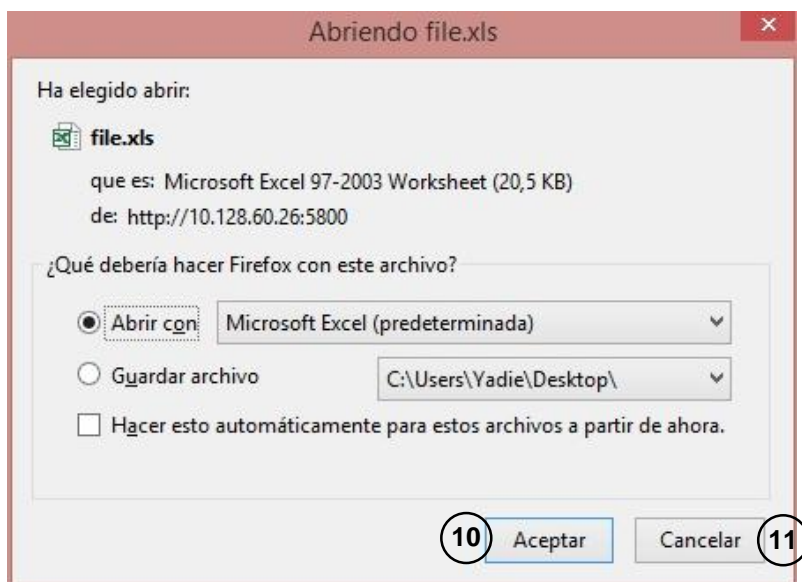 Abriendo file.xls
Ha elegido abrir:
file.xls
que es: Microsoft Excel 97-2003 Worksheet (20,5 KB)
de: http://10.128.60.26:5800
¿Qué debería hacer Firefox con este archivo?
Abrir con Microsoft Excel (predeterminada)
Guardar archivo C:\Users\Yadie\Desktop\
Hacer esto automáticamente para estos archivos a partir de ahora.
10 Aceptar Cancelar 11